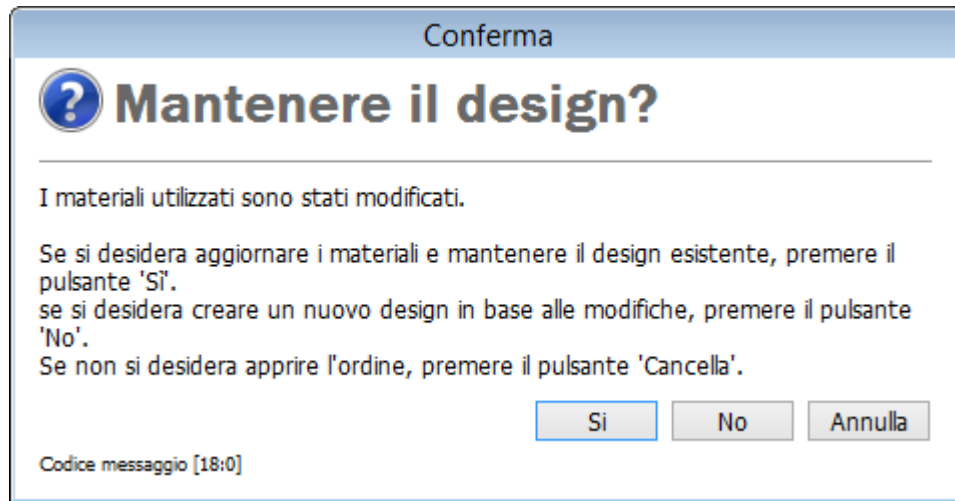 Conferma
Mantenere il design?
I materiali utilizzati sono stati modificati.
Se si desidera aggiornare i materiali e mantenere il design esistente, premere il
pulsante 'Sì'.
se si desidera creare un nuovo design in base alle modifiche, premere il pulsante
'No'.
Se non si desidera apprire l'ordine, premere il pulsante 'Cancella'.
Si No Annulla
Codice messaggio [18:0]